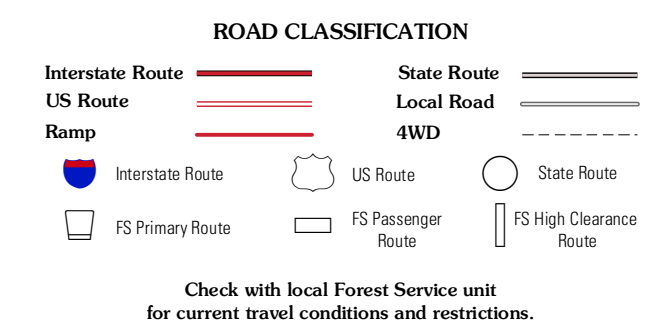 ROAD CLASSIFICATION
Interstate Route
State Route
US Route
Local Road
Ramp
4WD
Interstate Route
US Route
State Route
FS Primary Route
FS Passenger
Route
FS High Clearance
Route
Check with local Forest Service unit
for current travel conditions and restrictions.